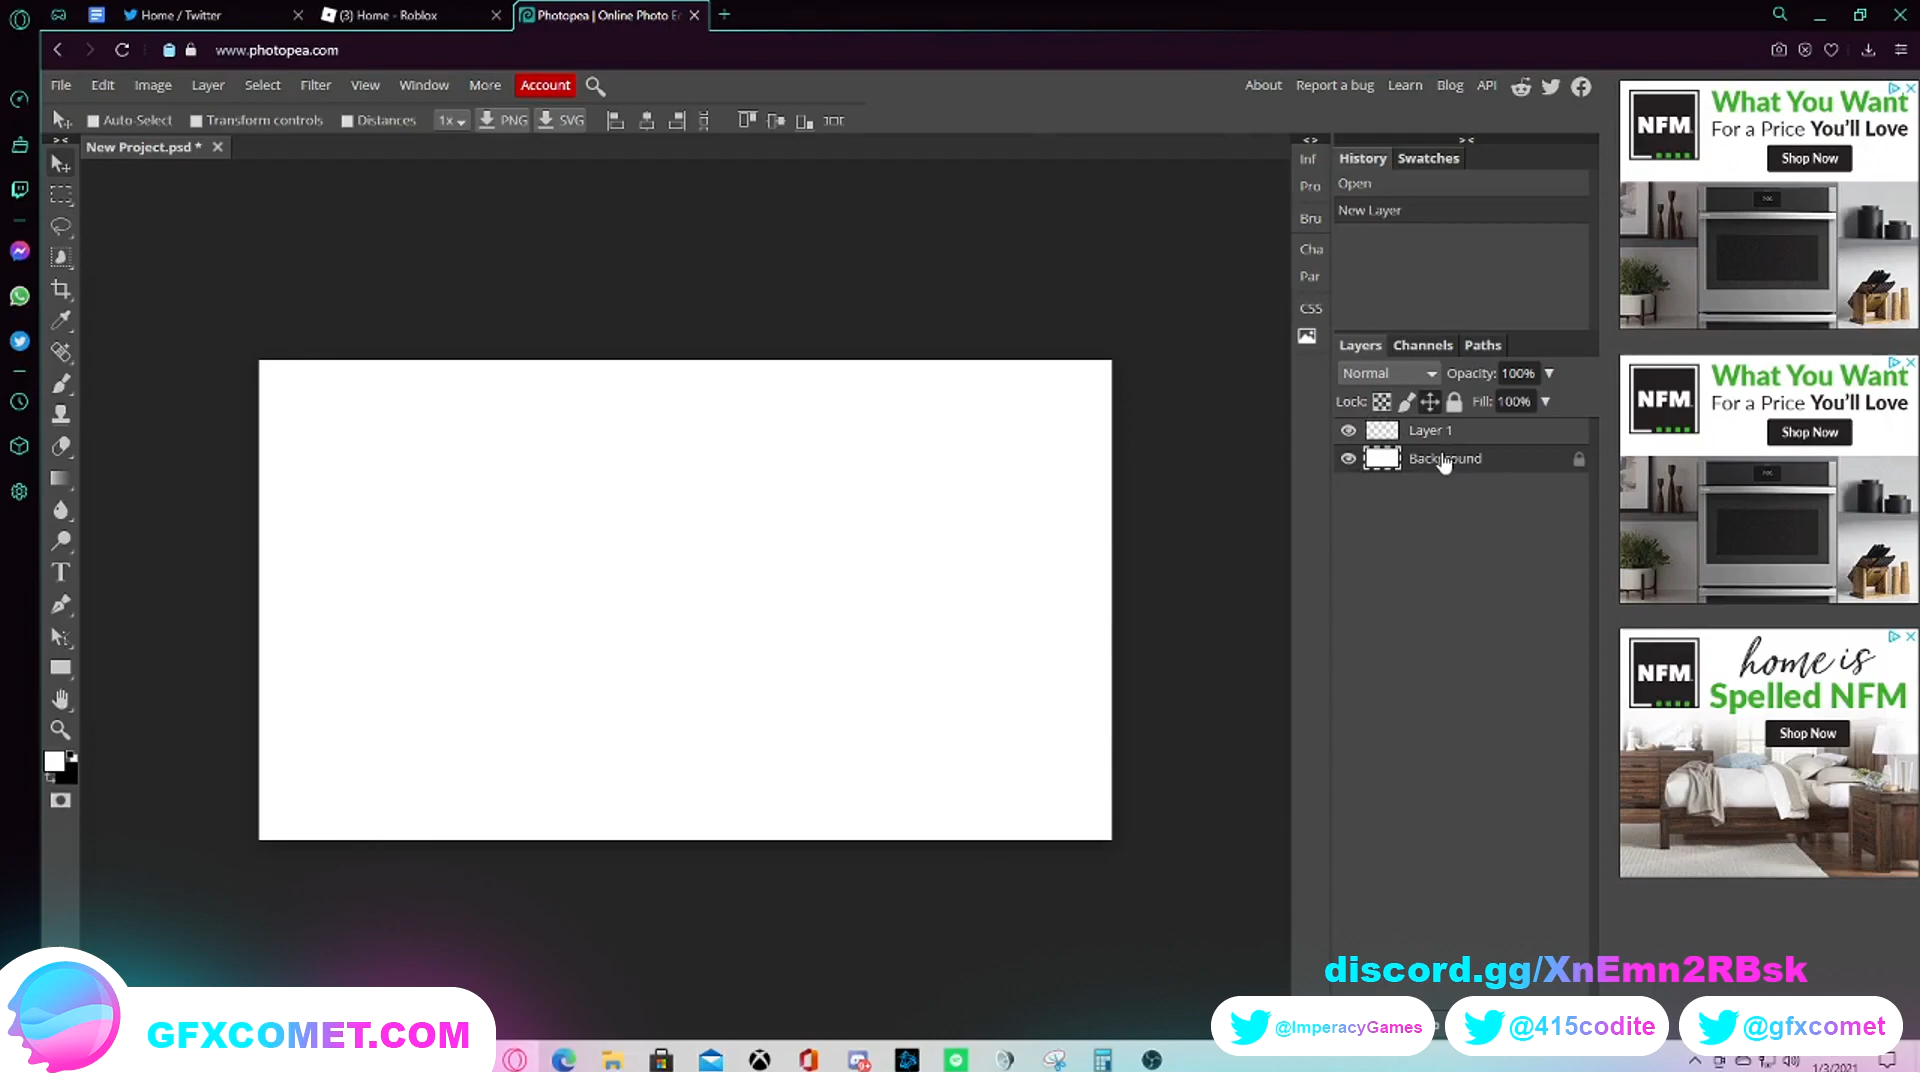 Home / Twitter
(3) Home - Roblox
Photopea | Online Photo E
www.photopea.com
File Edit Image Layer Select Filter View Window More Account
About Report a bug Learn Blog API
Auto-Select Transform controls Distances 1x PNG SVG
New Project.psd *
Inf
Pro
Bru
Cha
Par
CSS
History Swatches
Open
New Layer
Layers Channels Paths
Normal Opacity: 100%
Lock: Fill: 100%
Layer 1
Background
NFM
What You Want
For a Price You'll Love
Shop Now
NFM
What You Want
For a Price You'll Love
Shop Now
NFM
home is
Spelled NFM
Shop Now
T
discord.gg/XnEmn2RBsk
@ImperacyGames
@415codite
@gfxcomet
GFXCOMET.COM
1/3/2021